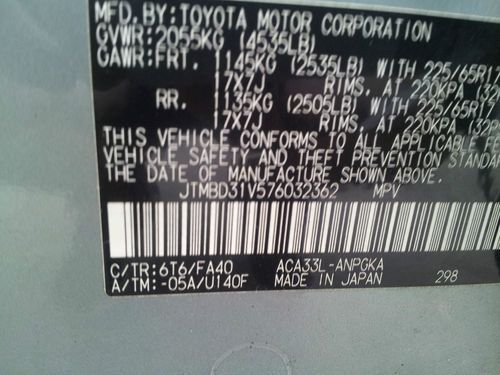 MFD.BY:TOYOTA MOTOR CORPORATION
GVWR:2055KG (4535LB)
GAWR:FRT. 1145KG (2535LB) WITH 225/65R17
17X7J RIMS, AT 220KPA (32
RR. 1135KG (2505LB) WITH 225/65R17
17X7J RIMS, AT 220KPA (32P
THIS VEHICLE CONFORMS TO ALL APPLICABLE FE
VEHICLE SAFETY AND THEFT
THE DATE OF MANUFACTURE SHOWN ABOVE.
JTMBD31V576032362 MPV
C/TR:6T6/FA40 ACA33L-ANPGKA
A/TM:-05A/U140F MADE IN JAPAN 298